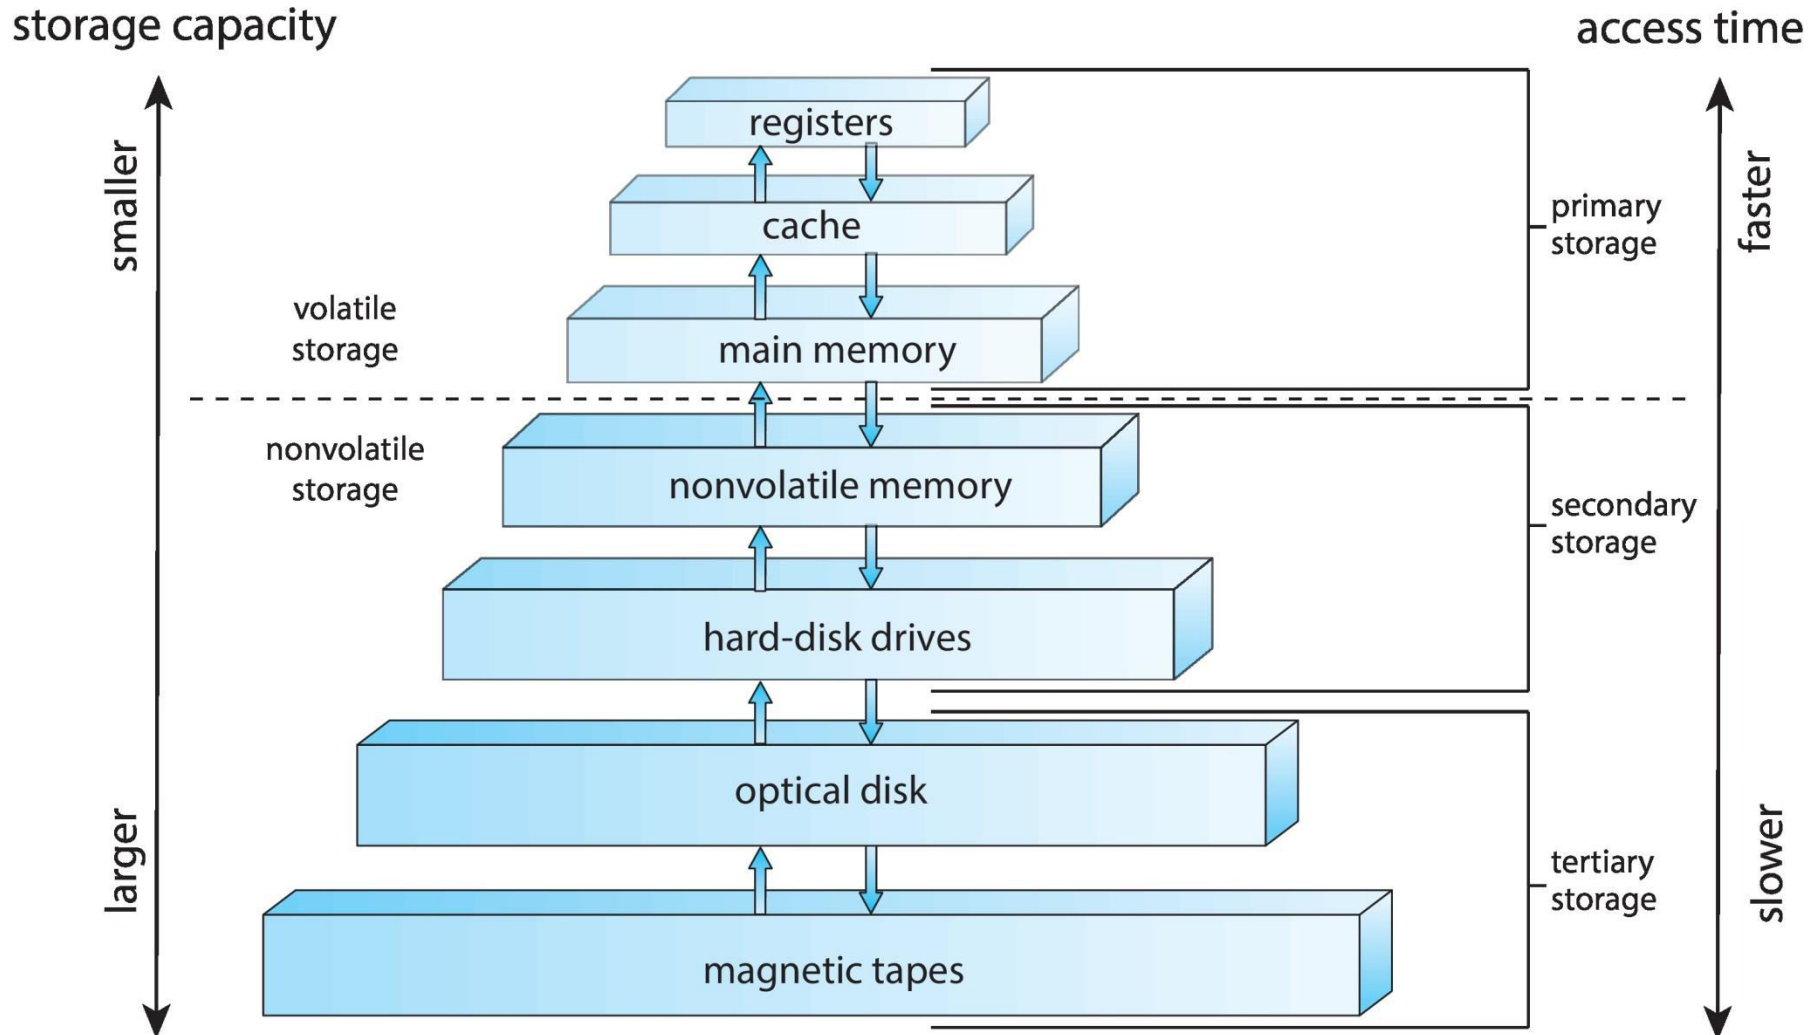 storage capacity
access time
smaller
larger
volatile
storage
nonvolatile
storage
registers
cache
main memory
nonvolatile memory
hard-disk drives
optical disk
magnetic tapes
primary
storage
secondary
storage
tertiary
storage
faster
slower